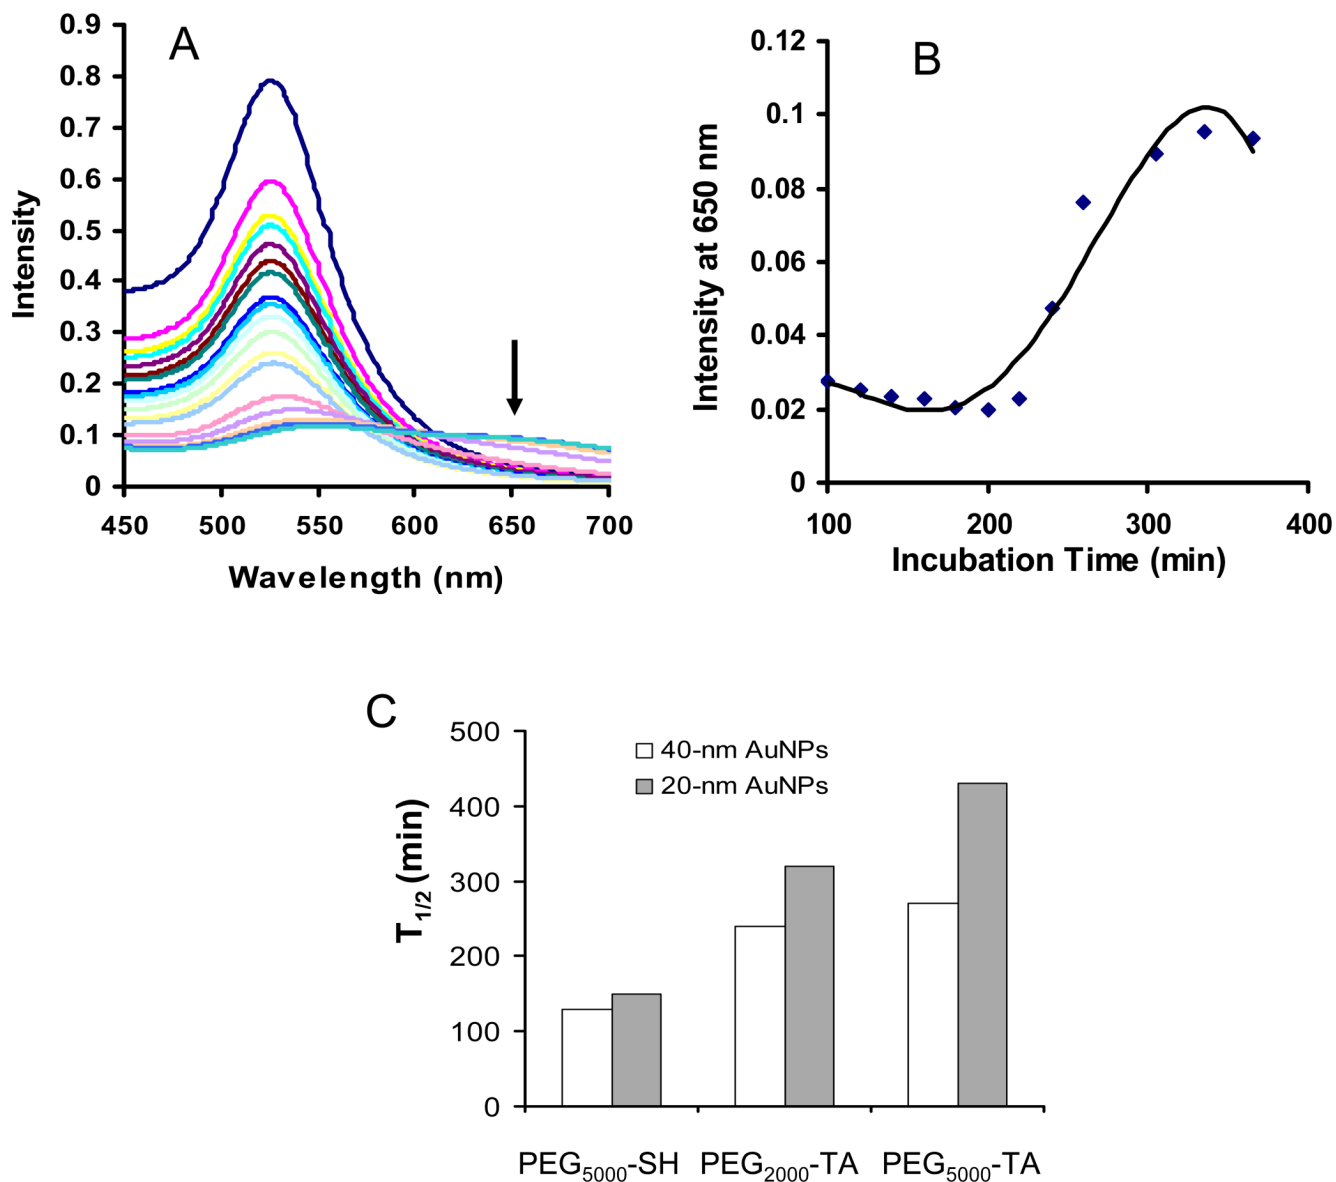 A
0.9
0.8
0.7
0.6
0.5
0.4
0.3
0.2
0.1
0
Intensity
450 500 550 600 650 700
Wavelength (nm)
B
0.12
0.1
0.08
0.06
0.04
0.02
0
Intensity at 650 nm
100 200 300 400
Incubation Time (min)
C
500
400
300
200
100
0
T1/2 (min)
40-nm AuNPs
20-nm AuNPs
PEG5000-SH PEG2000-TA PEG5000-TA